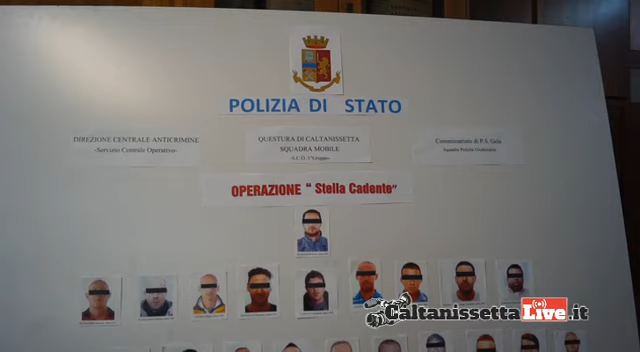 POLIZIA DI STATO
DIREZIONE CENTRALE ANTICRIMINE
-Servizio Centrale Operativo-
QUESTURA DI CALTANISSETTA
SQUADRA MOBILE
Commissariato di P.S. Gela
Squadra Polizia Giudiziaria
OPERAZIONE “ Stella Cadente”
CaltanissettaLive.it